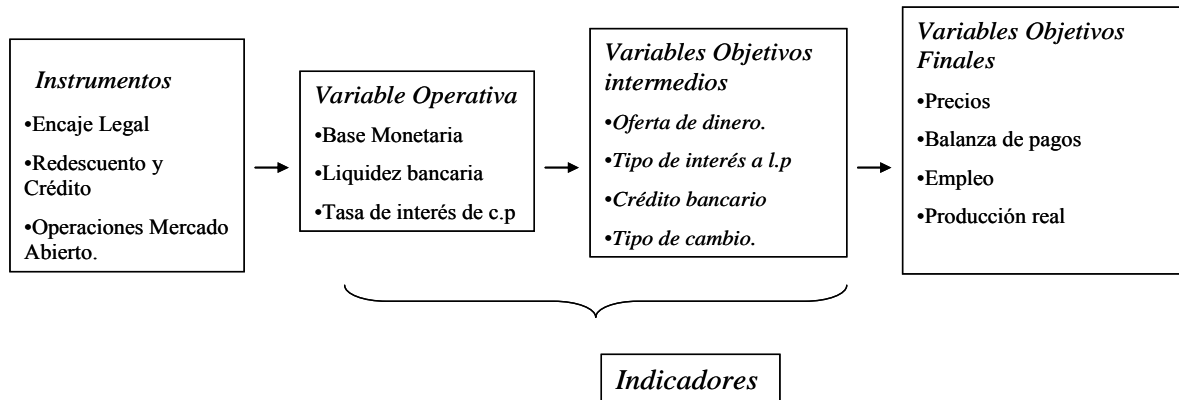 Instrumentos
•Encaje Legal
•Redescuento y
Crédito
•Operaciones Mercado
Abierto.
Variable Operativa
•Base Monetaria
•Liquidez bancaria
•Tasa de interés de c.p
Variables Objetivos
intermedios
•Oferta de dinero.
•Tipo de interés a l.p
•Crédito bancario
•Tipo de cambio.
Variables Objetivos
Finales
•Precios
•Balanza de pagos
•Empleo
•Producción real
Indicadores